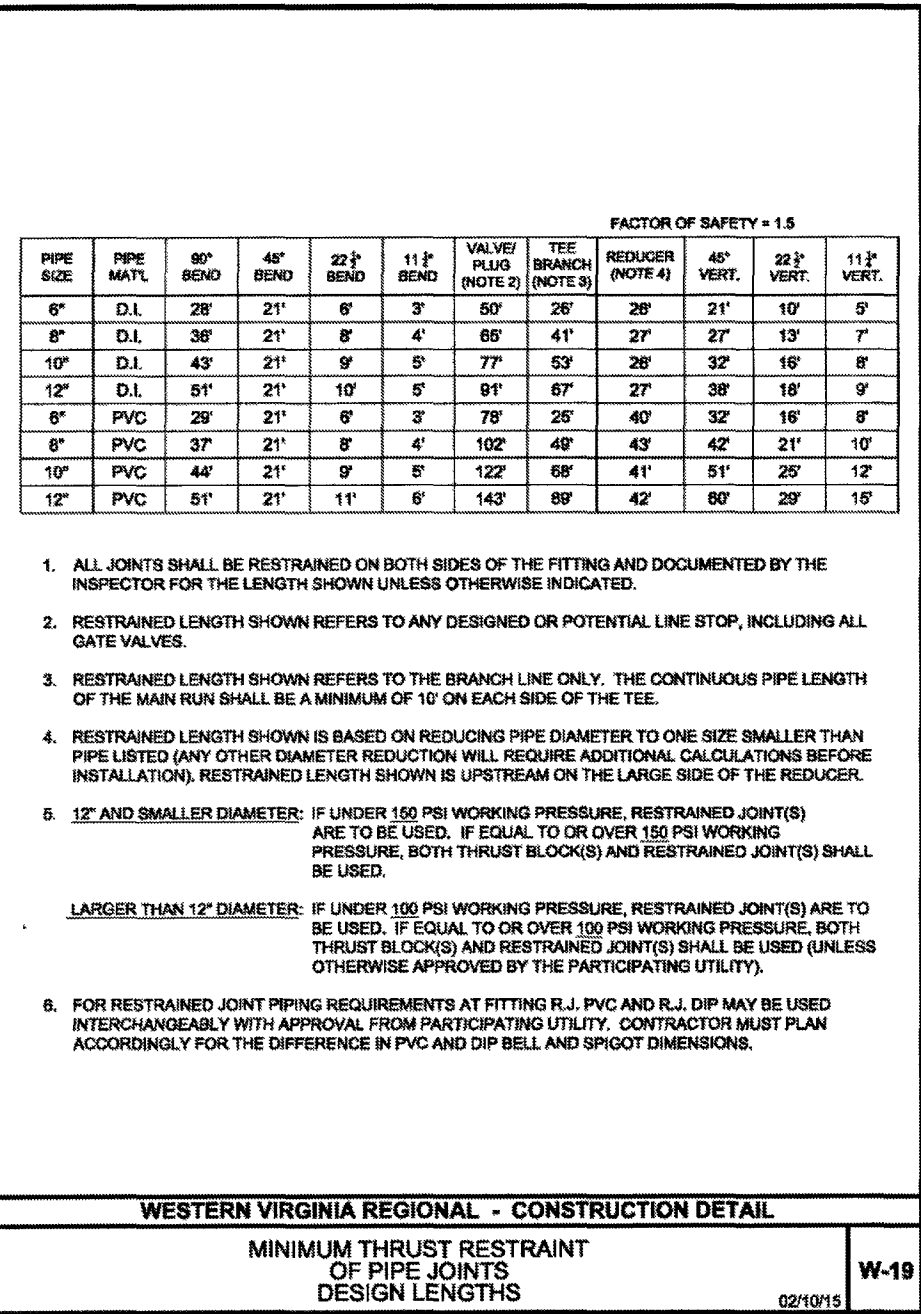 FACTOR OF SAFETY = 1.5
PIPE SIZE PIPE MAT'L 90° BEND 45° BEND 22 1/2° BEND 11 1/4° BEND VALVE/ PLUG (NOTE 2) TEE BRANCH (NOTE 3) REDUCER (NOTE 4) 45° VERT. 22 1/2° VERT. 11 1/4° VERT.
6" D.I. 28' 21' 6' 3' 50' 26' 26' 21' 10' 5'
8" D.I. 36' 21' 8' 4' 65' 41' 27' 27' 13' 7'
10" D.I. 43' 21' 9' 5' 77' 53' 26' 32' 16' 8'
12" D.I. 51' 21' 10' 5' 91' 67' 27' 38' 18' 9'
6" PVC 29' 21' 6' 3' 78' 25' 40' 32' 16' 8'
8" PVC 37' 21' 8' 4' 102' 49' 43' 42' 21' 10'
10" PVC 44' 21' 9' 5' 122' 68' 41' 51' 25' 12'
12" PVC 51' 21' 11' 6' 143' 89' 42' 60' 29' 15'
1. ALL JOINTS SHALL BE RESTRAINED ON BOTH SIDES OF THE FITTING AND DOCUMENTED BY THE
INSPECTOR FOR THE LENGTH SHOWN UNLESS OTHERWISE INDICATED.
2. RESTRAINED LENGTH SHOWN REFERS TO ANY DESIGNED OR POTENTIAL LINE STOP, INCLUDING ALL
GATE VALVES.
3. RESTRAINED LENGTH SHOWN REFERS TO THE BRANCH LINE ONLY. THE CONTINUOUS PIPE LENGTH
OF THE MAIN RUN SHALL BE A MINIMUM OF 10' ON EACH SIDE OF THE TEE.
4. RESTRAINED LENGTH SHOWN IS BASED ON REDUCING PIPE DIAMETER TO ONE SIZE SMALLER THAN
PIPE LISTED (ANY OTHER DIAMETER REDUCTION WILL REQUIRE ADDITIONAL CALCULATIONS BEFORE
INSTALLATION). RESTRAINED LENGTH SHOWN IS UPSTREAM ON THE LARGE SIDE OF THE REDUCER.
5. 12" AND SMALLER DIAMETER: IF UNDER 150 PSI WORKING PRESSURE, RESTRAINED JOINT(S)
ARE TO BE USED. IF EQUAL TO OR OVER 150 PSI WORKING
PRESSURE, BOTH THRUST BLOCK(S) AND RESTRAINED JOINT(S) SHALL
BE USED.
LARGER THAN 12" DIAMETER: IF UNDER 100 PSI WORKING PRESSURE, RESTRAINED JOINT(S) ARE TO
BE USED. IF EQUAL TO OR OVER 100 PSI WORKING PRESSURE, BOTH
THRUST BLOCK(S) AND RESTRAINED JOINT(S) SHALL BE USED (UNLESS
OTHERWISE APPROVED BY THE PARTICIPATING UTILITY).
6. FOR RESTRAINED JOINT PIPING REQUIREMENTS AT FITTING R.J. PVC AND R.J. DIP MAY BE USED
INTERCHANGEABLY WITH APPROVAL FROM PARTICIPATING UTILITY. CONTRACTOR MUST PLAN
ACCORDINGLY FOR THE DIFFERENCE IN PVC AND DIP BELL AND SPIGOT DIMENSIONS.
WESTERN VIRGINIA REGIONAL - CONSTRUCTION DETAIL
MINIMUM THRUST RESTRAINT
OF PIPE JOINTS
DESIGN LENGTHS
W-19
02/10/15